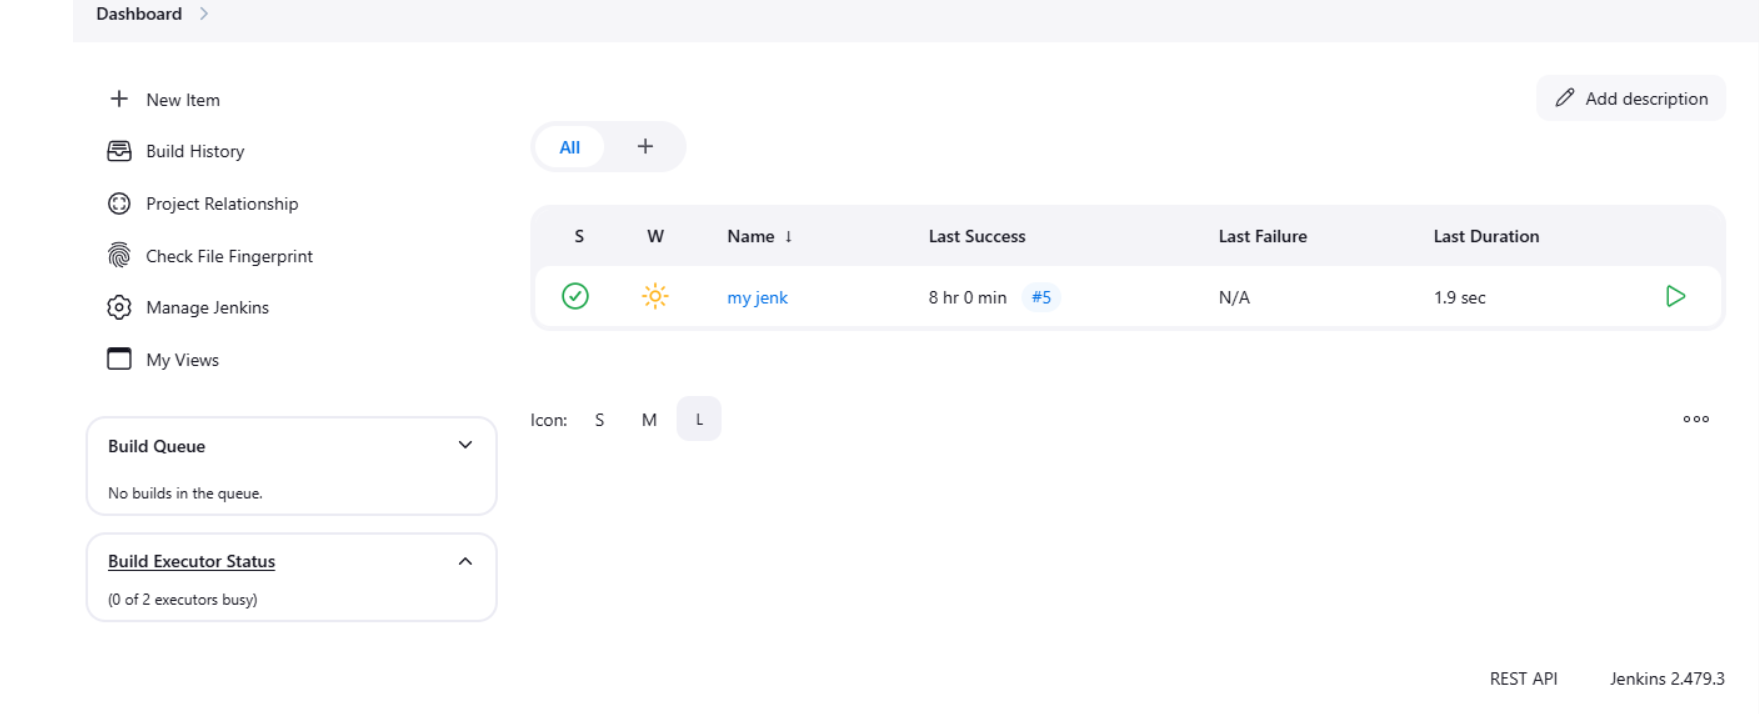 Dashboard
New Item
Build History
Project Relationship
Check File Fingerprint
Manage Jenkins
My Views
Build Queue
No builds in the queue.
Build Executor Status
(0 of 2 executors busy)
Add description
All +
S W Name ↓ Last Success Last Failure Last Duration
my jenk 8 hr 0 min #5 N/A 1.9 sec
Icon: S M L
REST API Jenkins 2.479.3